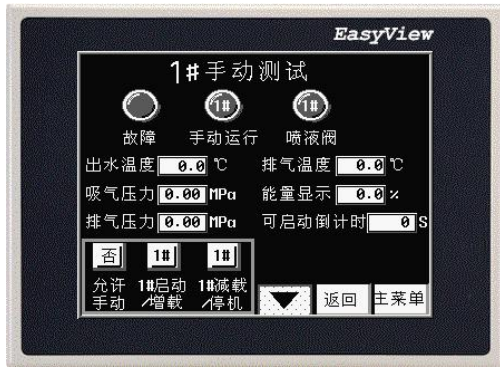 EasyView
1#手动测试
1# 1#
故障 手动运行 喷液阀
出水温度 0.0 ℃ 排气温度 0.0 ℃
吸气压力 0.00 MPa 能量显示 0.0 %
排气压力 0.00 MPa 可启动倒计时 0 S
否 1# 1#
允许 1#启动 1#减载
手动 /增载 /停机
返回 主菜单